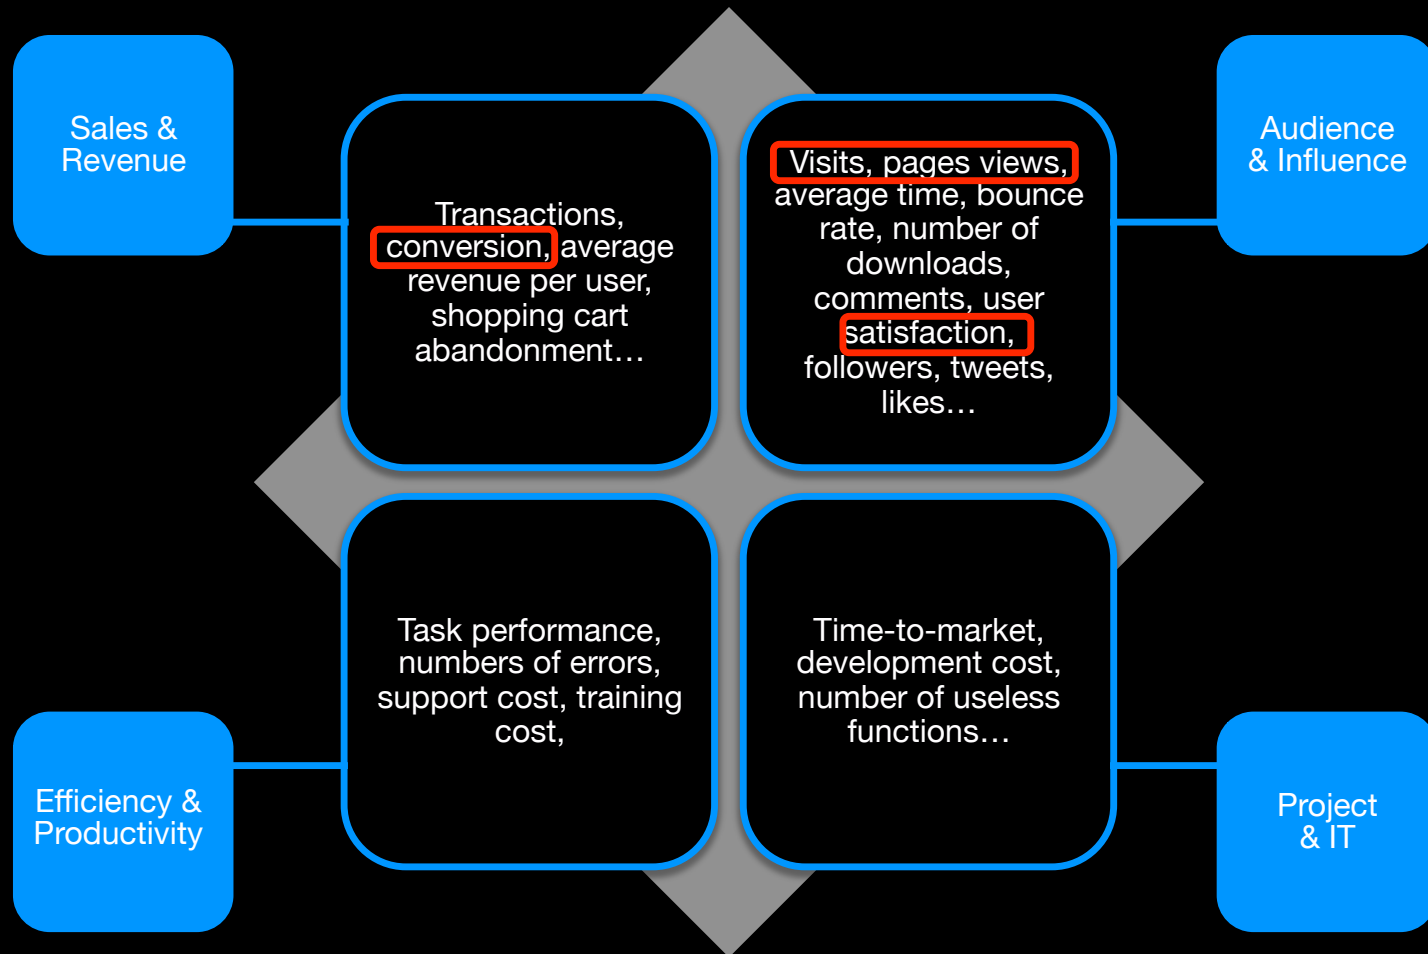 Sales &
Revenue
Transactions,
conversion, average
revenue per user,
shopping cart
abandonment…
Visits, pages views,
average time, bounce
rate, number of
downloads,
comments, user
satisfaction,
followers, tweets,
likes…
Audience
& Influence
Efficiency &
Productivity
Task performance,
numbers of errors,
support cost, training
cost,
Time-to-market,
development cost,
number of useless
functions…
Project
& IT